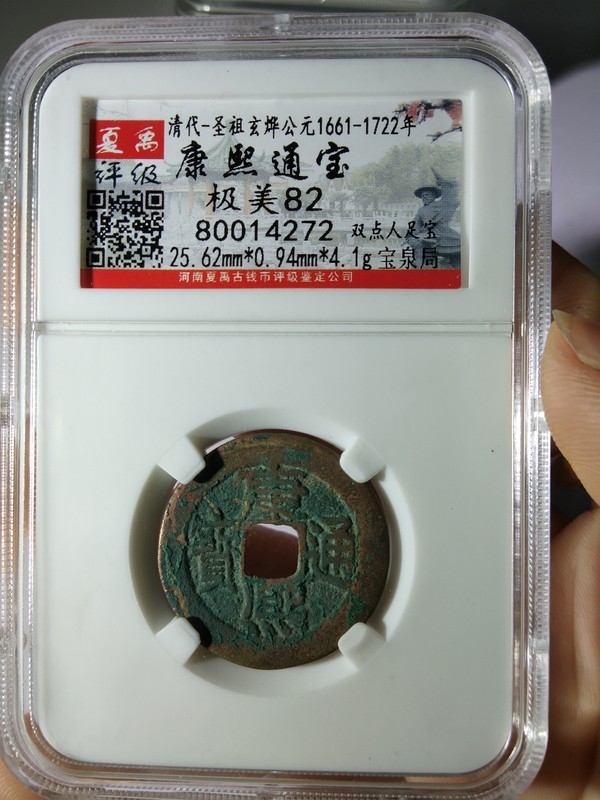 清代-圣祖玄烨公元1661-1722年
夏禹
评级
康熙通宝
极美82
80014272 双点人足宝
25.62mm*0.94mm*4.1g 宝泉局
河南夏禹古钱币评级鉴定公司
康熙通寶